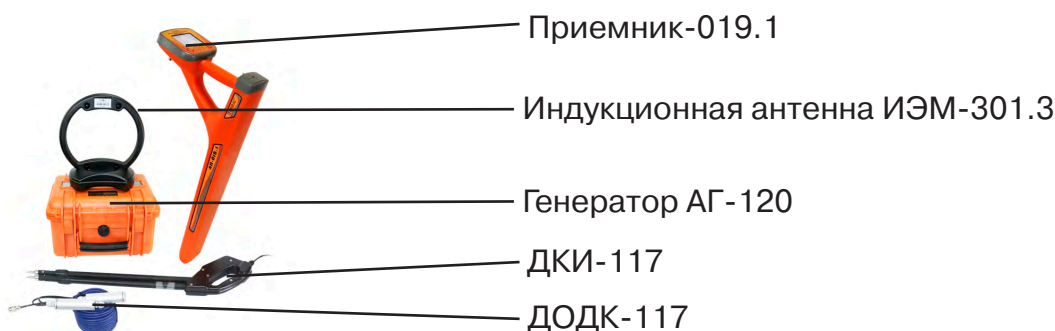 Приемник-019.1
Индукционная антенна ИЭМ-301.3
Генератор АГ-120
ДКИ-117
ДОДК-117